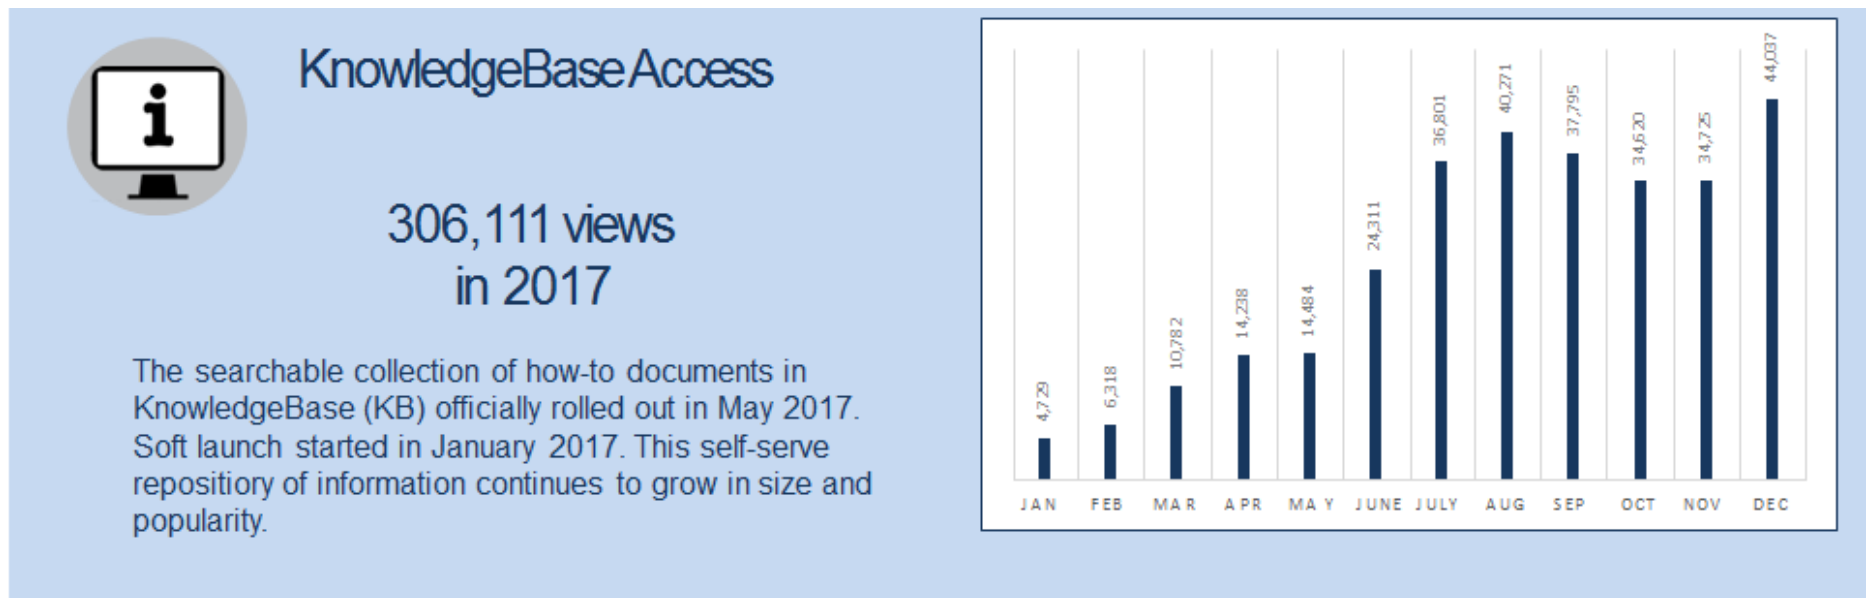 i
KnowledgeBase Access
306,111 views
in 2017
The searchable collection of how-to documents in
KnowledgeBase (KB) officially rolled out in May 2017.
Soft launch started in January 2017. This self-serve
repositiory of information continues to grow in size and
popularity.
4,729
6,318
10,782
14,238
14,484
24,311
36,801
40,271
37,795
34,620
34,725
44,037
JAN FEB MAR APR MAY JUNE JULY AUG SEP OCT NOV DEC